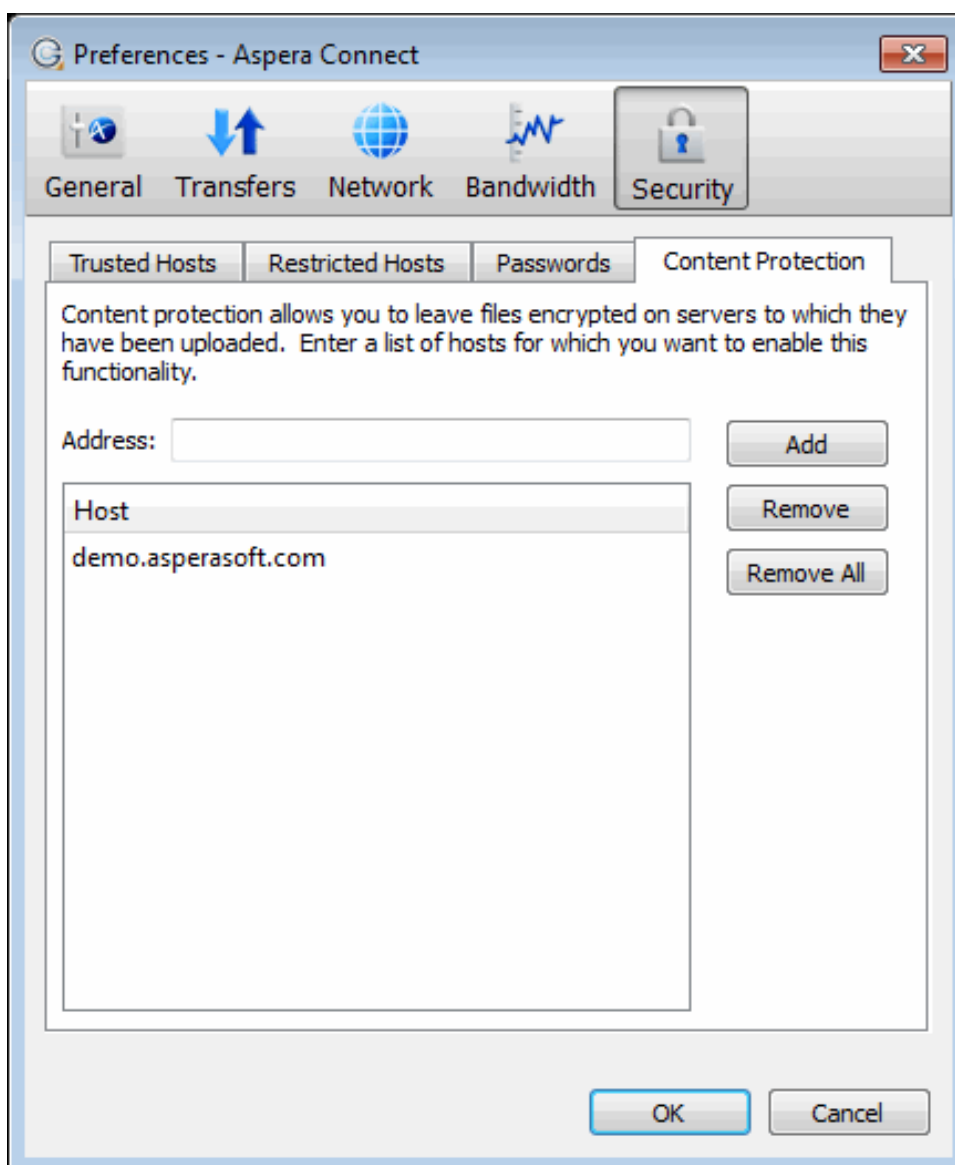 Preferences - Aspera Connect
General Transfers Network Bandwidth Security
Trusted Hosts Restricted Hosts Passwords Content Protection
Content protection allows you to leave files encrypted on servers to which they
have been uploaded.  Enter a list of hosts for which you want to enable this
functionality.
Address: Add
Host Remove
demo.asperasoft.com Remove All
OK Cancel